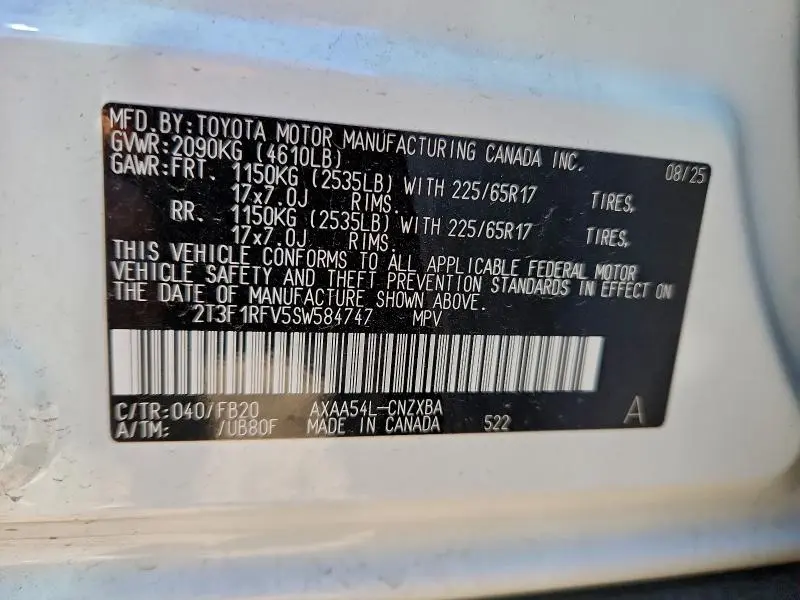 MFD. BY: TOYOTA MOTOR MANUFACTURING CANADA INC. 08/25
GVWR: 2090KG (4610LB)
GAWR: FRT. 1150KG (2535LB) WITH 225/65R17 TIRES,
17x7.0J RIMS.
RR. 1150KG (2535LB) WITH 225/65R17 TIRES,
17x7.0J RIMS.
THIS VEHICLE CONFORMS TO ALL APPLICABLE FEDERAL MOTOR
VEHICLE SAFETY AND THEFT PREVENTION STANDARDS IN EFFECT ON
THE DATE OF MANUFACTURE SHOWN ABOVE.
2T3F1RFV5SW584747 MPV
C/TR: 040/FB20 AXAA54L-CNZXBA A
A/TM: /UB80F MADE IN CANADA 522